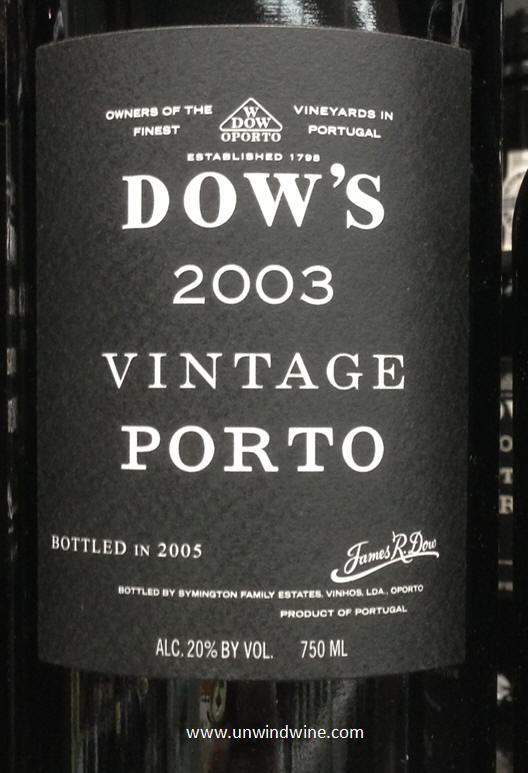 OWNERS OF THE FINEST
W
DOW
OPORTO
VINEYARDS IN PORTUGAL
ESTABLISHED 1798
DOW'S
2003
VINTAGE
PORTO
BOTTLED IN 2005
James R. Dow
BOTTLED BY SYMINGTON FAMILY ESTATES, VINHOS, LDA., OPORTO
PRODUCT OF PORTUGAL
ALC. 20% BY VOL. 750 ML
www.unwindwine.com